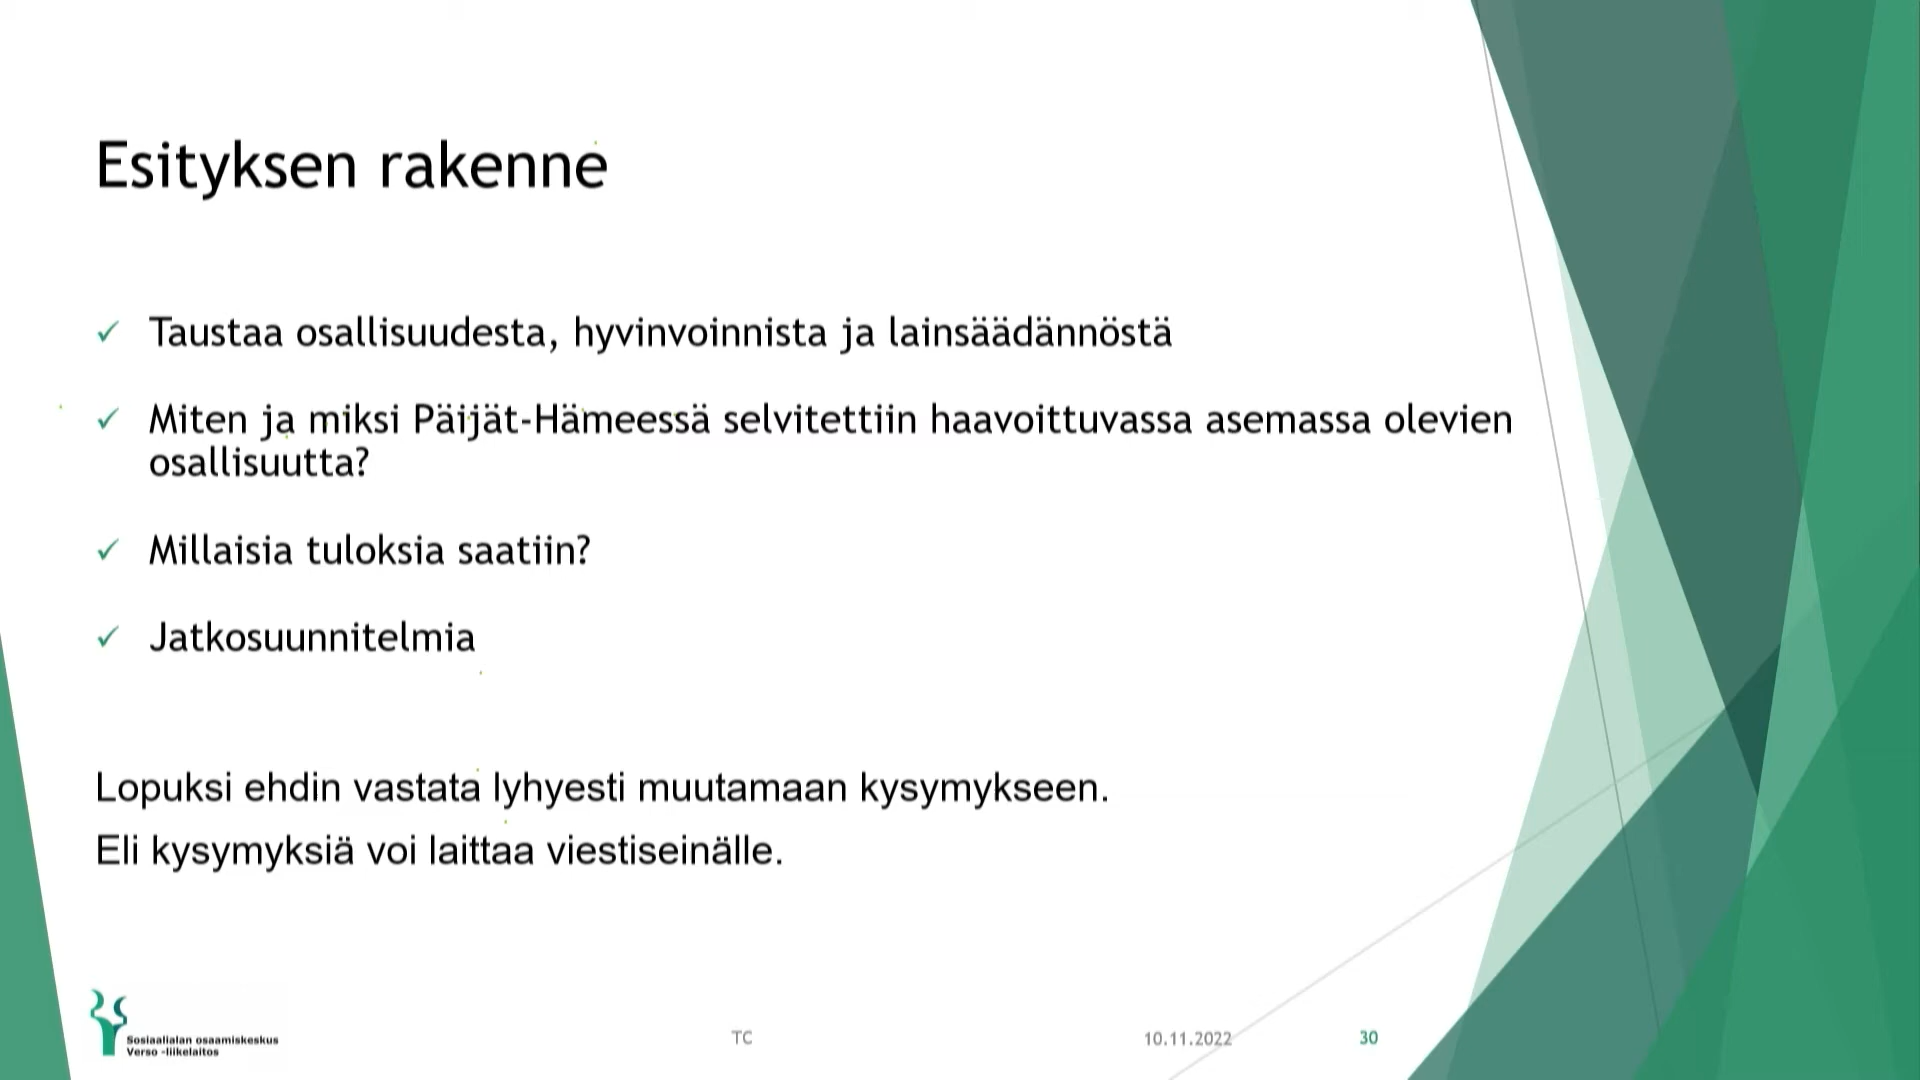 Esityksen rakenne
Taustaa osallisuudesta, hyvinvoinnista ja lainsäädännöstä
Miten ja miksi Päijät-Hämeessä selvitettiin haavoittuvassa asemassa olevien
osallisuutta?
Millaisia tuloksia saatiin?
Jatkosuunnitelmia
Lopuksi ehdin vastata lyhyesti muutamaan kysymykseen.
Eli kysymyksiä voi laittaa viestiseinälle.
Sosiaalialan osaamiskeskus
Verso -liikelaitos
TC
10.11.2022
30